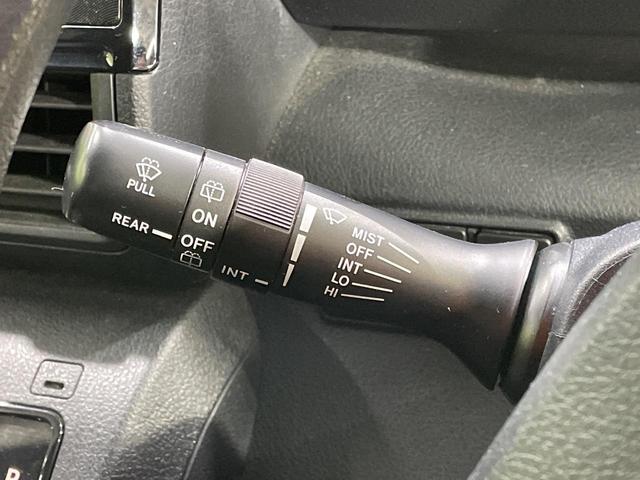 PULL
REAR
ON
OFF
INT
MIST
OFF
INT
LO
HI
P